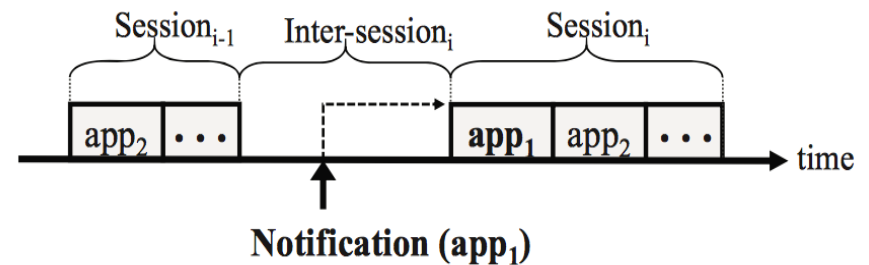 Session_{i-1} Inter-session_i Session_i
app_2 ... app_1 app_2 ...
time
Notification (app_1)